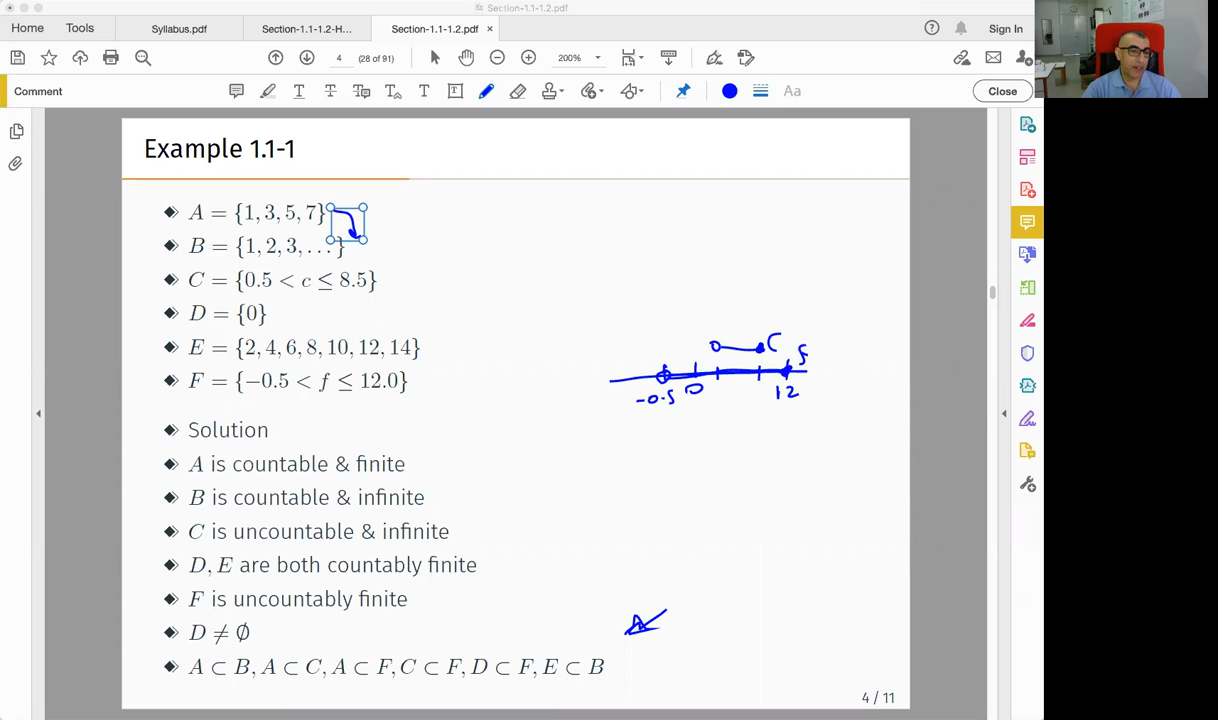 Section-1.1-1.2.pdf
Home Tools Syllabus.pdf Section-1.1-1.2-H... Section-1.1-1.2.pdf × Sign In
4 (28 of 91) 200%
Comment Aa Close
Example 1.1-1
A = {1, 3, 5, 7}
B = {1, 2, 3, . . . }
C = {0.5 < c ≤ 8.5}
D = {0}
E = {2, 4, 6, 8, 10, 12, 14}
F = {−0.5 < f ≤ 12.0}
C
f
-0.5 0 12
Solution
A is countable & finite
B is countable & infinite
C is uncountable & infinite
D, E are both countably finite
F is uncountably finite
D ≠ ∅
A ⊂ B, A ⊂ C, A ⊂ F, C ⊂ F, D ⊂ F, E ⊂ B
4 / 11